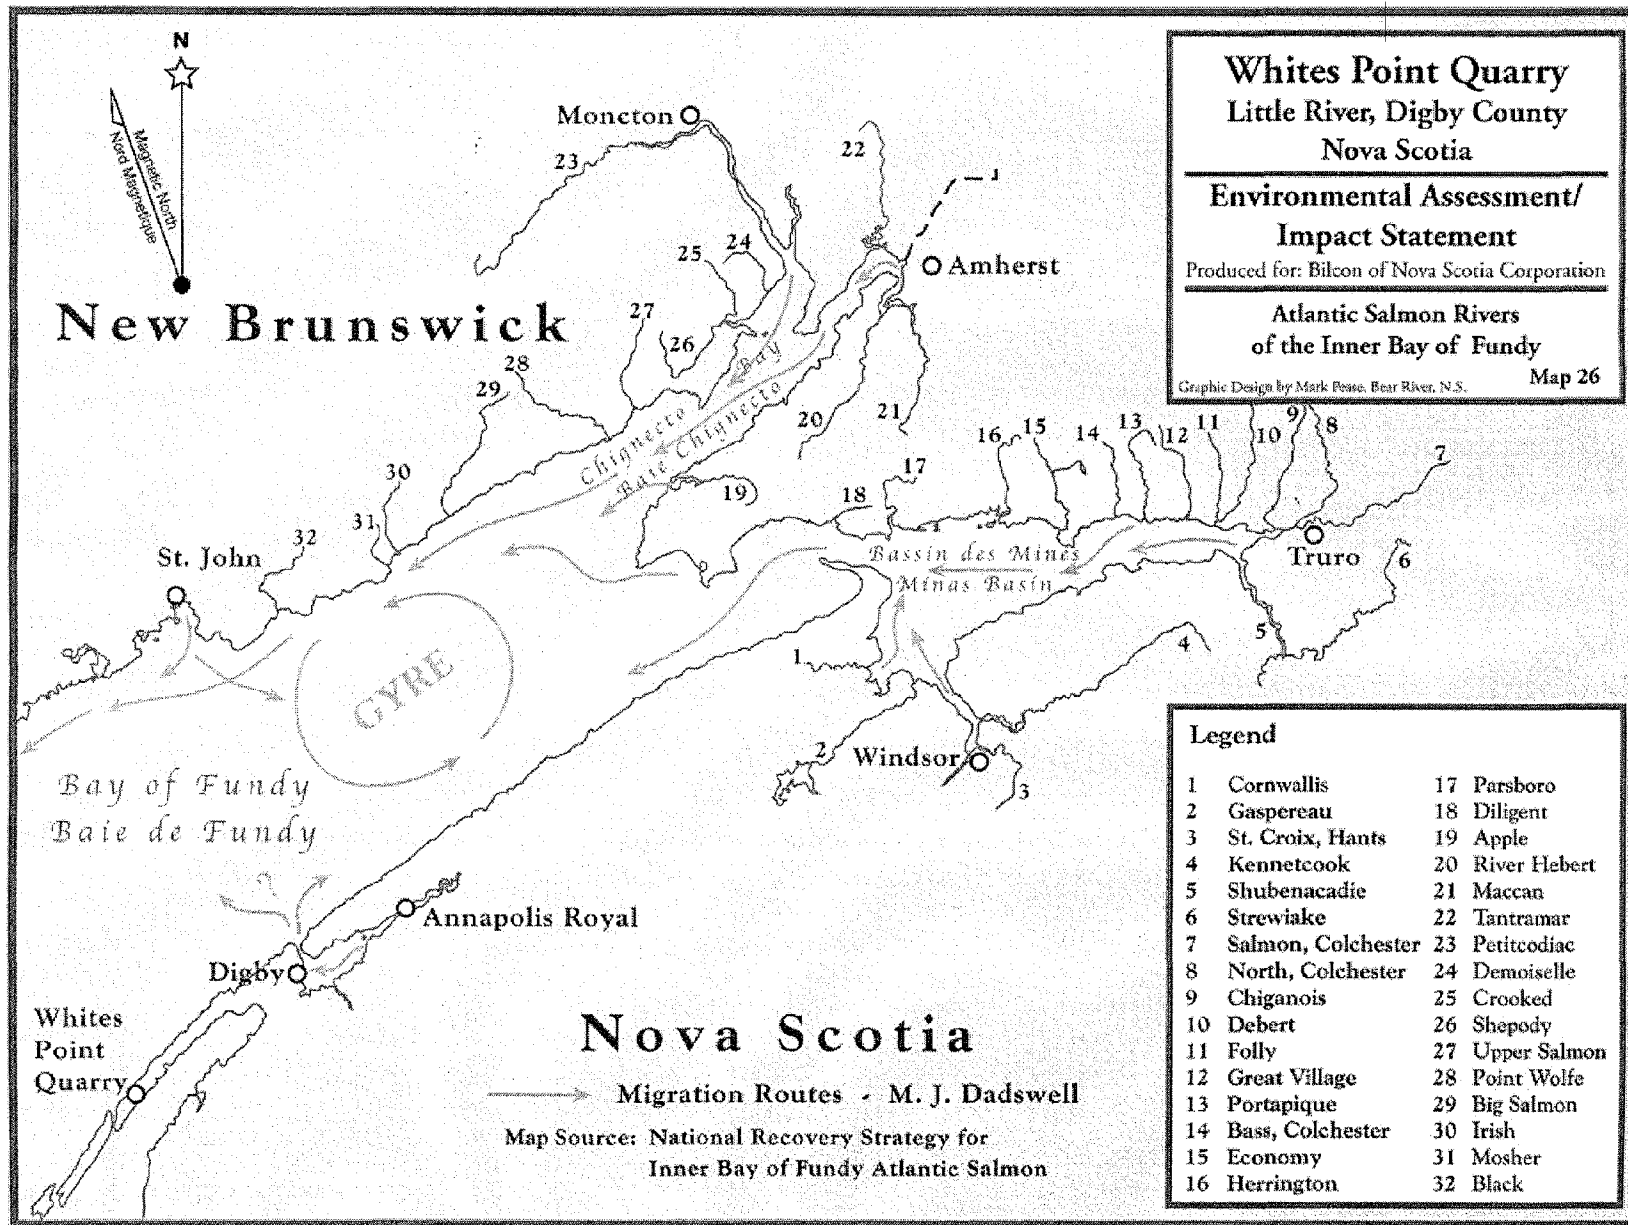 N
Magnetic North
Nord Magnetique
Whites Point Quarry
Little River, Digby County
Nova Scotia
Environmental Assessment/
Impact Statement
Produced for: Bilcon of Nova Scotia Corporation
Atlantic Salmon Rivers
of the Inner Bay of Fundy
Map 26
Graphic Design by Mark Pease, Bear River, N.S.
Moncton
23
22
25
24
Amherst
New Brunswick
27
26
28
29
Chignecto Bay
Baie Chignecto
20
21
16
15
14
13
12
11
10
9
8
7
30
17
19
18
31
32
St. John
Bassin des Mines
Minas Basin
Truro
6
5
4
1
GYRE
2
Windsor
3
Bay of Fundy
Baie de Fundy
?
Annapolis Royal
Digby
Whites
Point
Quarry
Nova Scotia
Migration Routes - M. J. Dadswell
Map Source: National Recovery Strategy for
Inner Bay of Fundy Atlantic Salmon
Legend
1 Cornwallis
2 Gaspereau
3 St. Croix, Hants
4 Kennetcook
5 Shubenacadie
6 Strewiake
7 Salmon, Colchester
8 North, Colchester
9 Chiganois
10 Debert
11 Folly
12 Great Village
13 Portapique
14 Bass, Colchester
15 Economy
16 Herrington
17 Parsboro
18 Diligent
19 Apple
20 River Hebert
21 Maccan
22 Tantramar
23 Petitcodiac
24 Demoiselle
25 Crooked
26 Shepody
27 Upper Salmon
28 Point Wolfe
29 Big Salmon
30 Irish
31 Mosher
32 Black